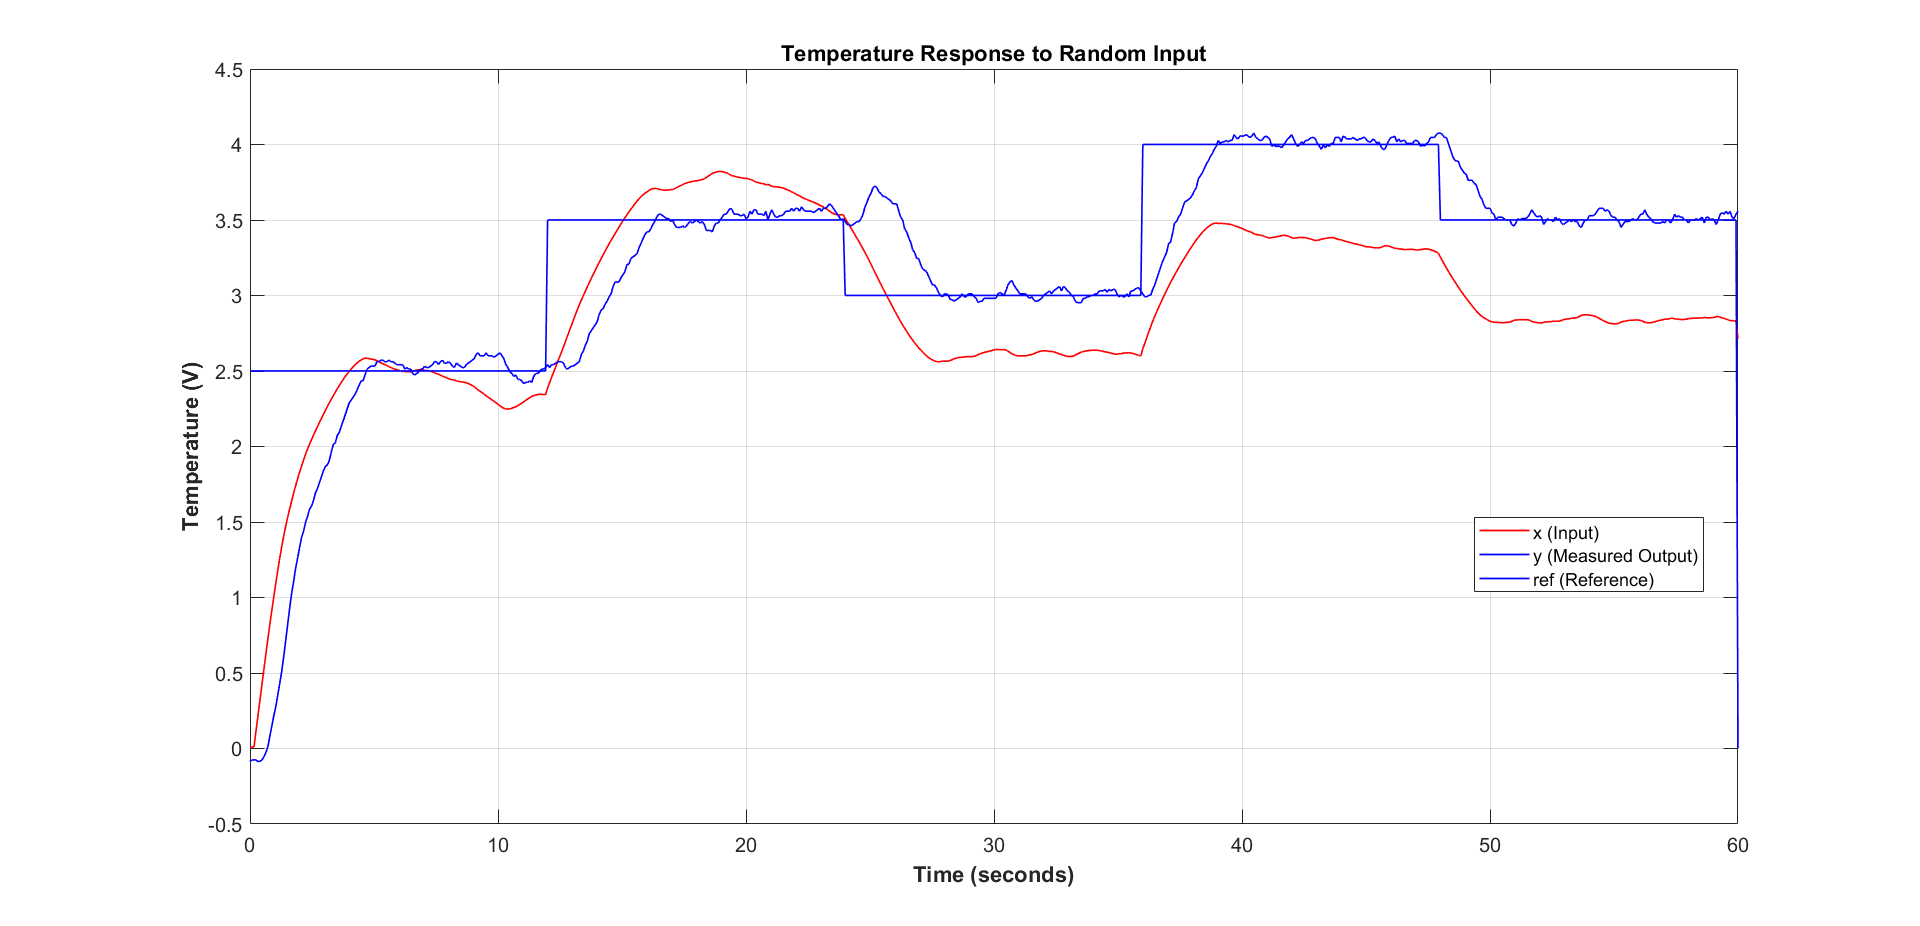 Temperature Response to Random Input
4.5
4
3.5
3
2.5
2
1.5
1
0.5
0
-0.5
Temperature (V)
x (Input)
y (Measured Output)
ref (Reference)
0 10 20 30 40 50 60
Time (seconds)